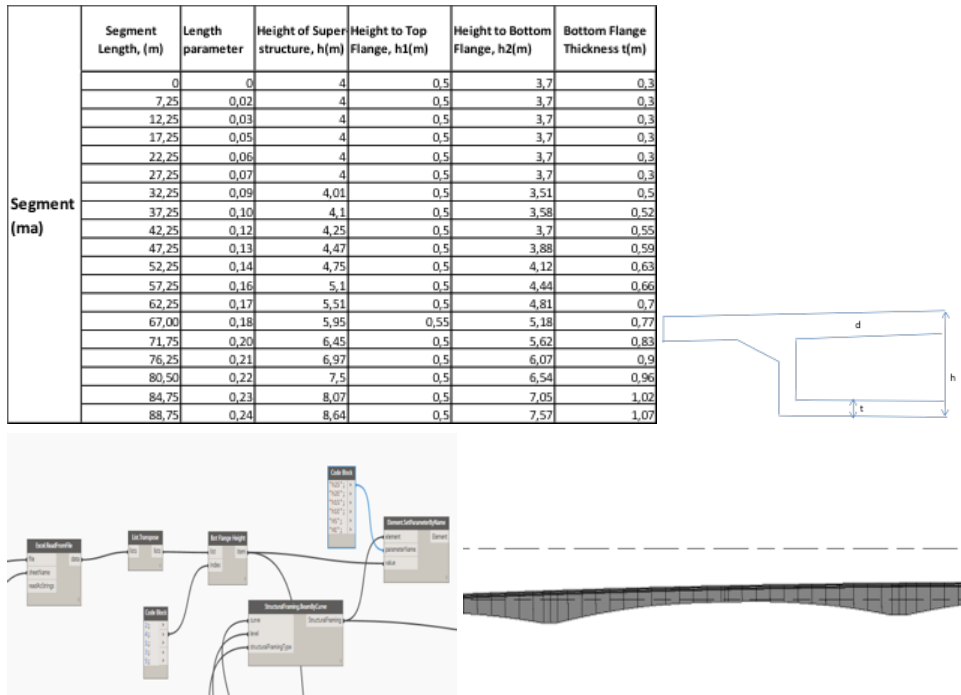 Segment Length, (m) Length parameter Height of Super-structure, h(m) Height to Top Flange, h1(m) Height to Bottom Flange, h2(m) Bottom Flange Thickness t(m)
Segment (ma)
0 0 4 0,5 3,7 0,3
7,25 0,02 4 0,5 3,7 0,3
12,25 0,03 4 0,5 3,7 0,3
17,25 0,05 4 0,5 3,7 0,3
22,25 0,06 4 0,5 3,7 0,3
27,25 0,07 4 0,5 3,7 0,3
32,25 0,09 4,01 0,5 3,51 0,5
37,25 0,10 4,1 0,5 3,58 0,52
42,25 0,12 4,25 0,5 3,7 0,55
47,25 0,13 4,47 0,5 3,88 0,59
52,25 0,14 4,75 0,5 4,12 0,63
57,25 0,16 5,1 0,5 4,44 0,66
62,25 0,17 5,51 0,5 4,81 0,7
67,00 0,18 5,95 0,55 5,18 0,77
71,75 0,20 6,45 0,5 5,62 0,83
76,25 0,21 6,97 0,5 6,07 0,9
80,50 0,22 7,5 0,5 6,54 0,96
84,75 0,23 8,07 0,5 7,05 1,02
88,75 0,24 8,64 0,5 7,57 1,07
d
h
t
Code Block
Excel.ReadFromFile
file data
sheetName
readAsStrings
List.Transpose
lists lists
Bot Flange Height
list item
index
Element.SetParameterByName
element Element
parameterName
value
Code Block
StructuralFraming.BeamByCurve
curve StructuralFraming
level
structuralFramingType